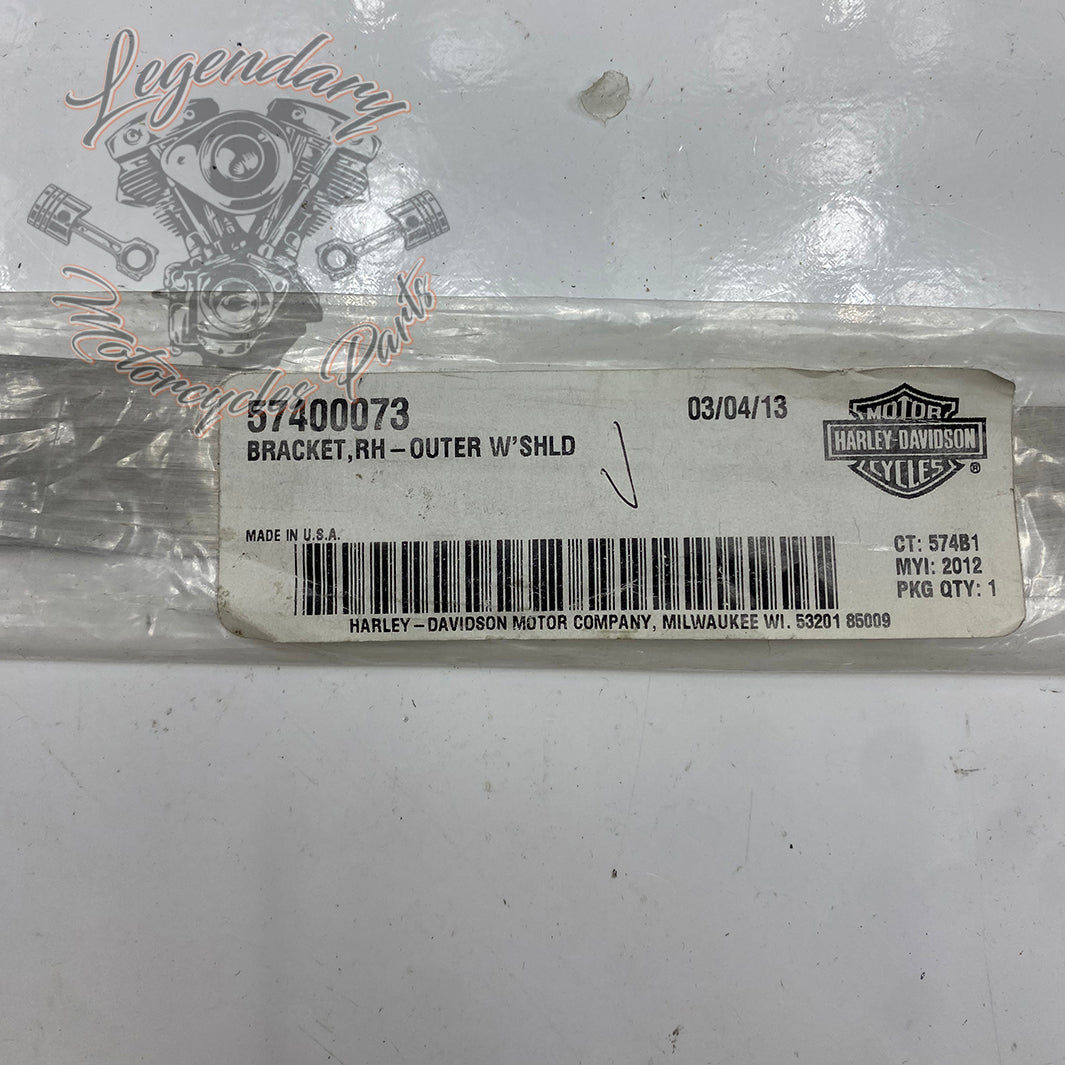 Legendary
Motorcycles Parts
57400073
03/04/13
BRACKET,RH-OUTER W'SHLD
MOTOR
HARLEY-DAVIDSON
CYCLES
®
MADE IN U.S.A.
CT: 574B1
MYI: 2012
PKG QTY: 1
HARLEY-DAVIDSON MOTOR COMPANY, MILWAUKEE WI. 53201 85009